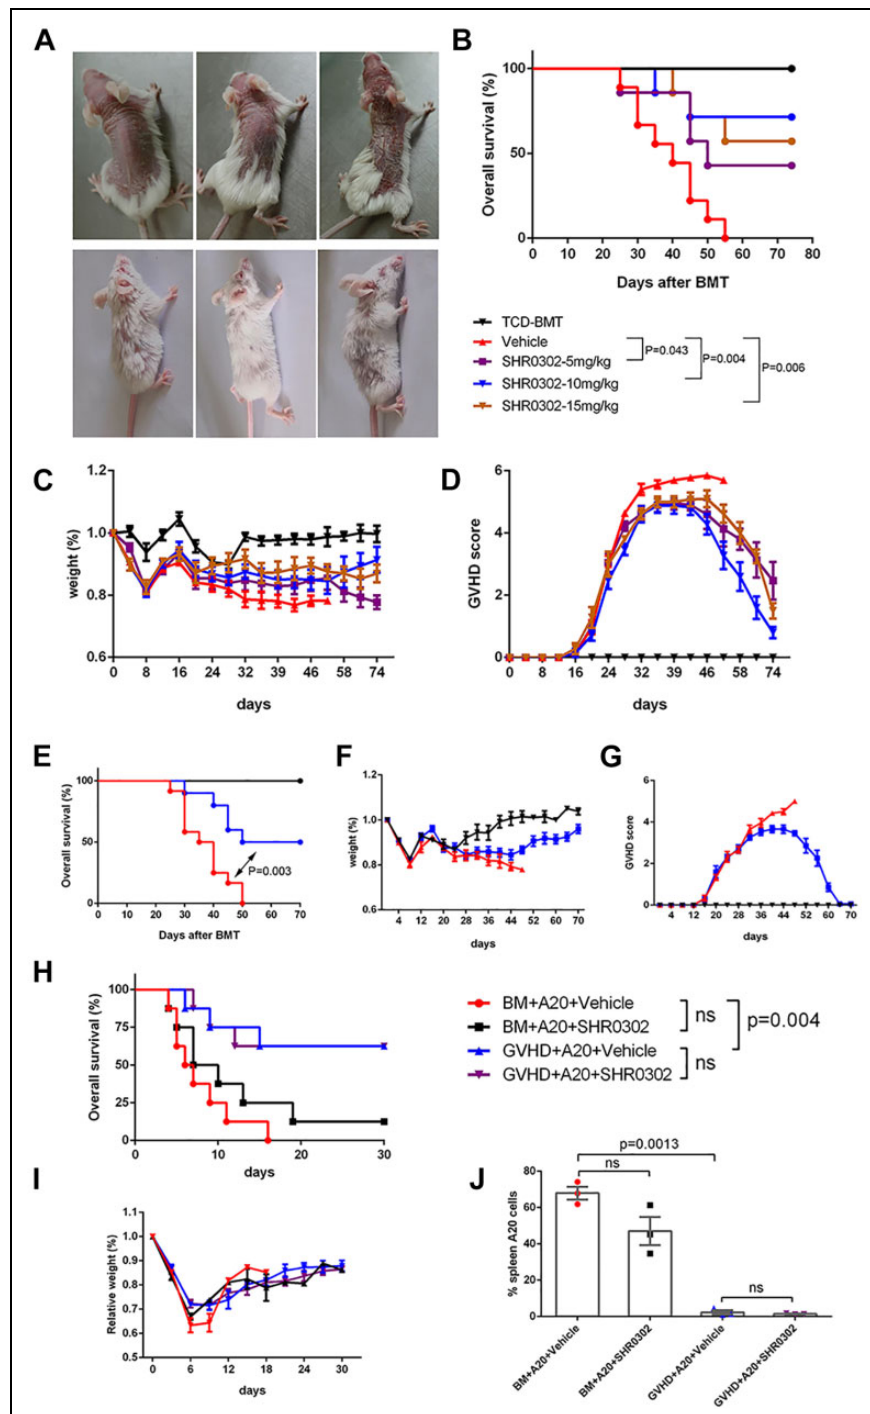 A
B
Overall survival (%)
100
50
0
0 10 20 30 40 50 60 70 80
Days after BMT
TCD-BMT
Vehicle
SHR0302-5mg/kg
SHR0302-10mg/kg
SHR0302-15mg/kg
P=0.043
P=0.004
P=0.006
C
weight (%)
1.2
1.0
0.8
0.6
0 8 16 24 32 39 46 58 74
days
D
GVHD score
6
4
2
0
0 8 16 24 32 39 46 58 74
days
E
Overall survival (%)
100
50
0
P=0.003
0 10 20 30 40 50 60 70
Days after BMT
F
weight (%)
1.2
1.0
0.8
0.6
4 12 20 28 36 44 52 60 70
days
G
GVHD score
6
4
2
0
4 12 20 28 36 44 52 60 70
days
H
Overall survival (%)
100
75
50
25
0
0 10 20 30
days
BM+A20+Vehicle
BM+A20+SHR0302
GVHD+A20+Vehicle
GVHD+A20+SHR0302
ns
ns
p=0.004
I
Relative weight (%)
1.1
1.0
0.9
0.8
0.7
0.6
0.5
0 6 12 18 24 30
days
J
% spleen A20 cells
80
60
40
20
0
p=0.0013
ns
ns
BM+A20+Vehicle
BM+A20+SHR0302
GVHD+A20+Vehicle
GVHD+A20+SHR0302